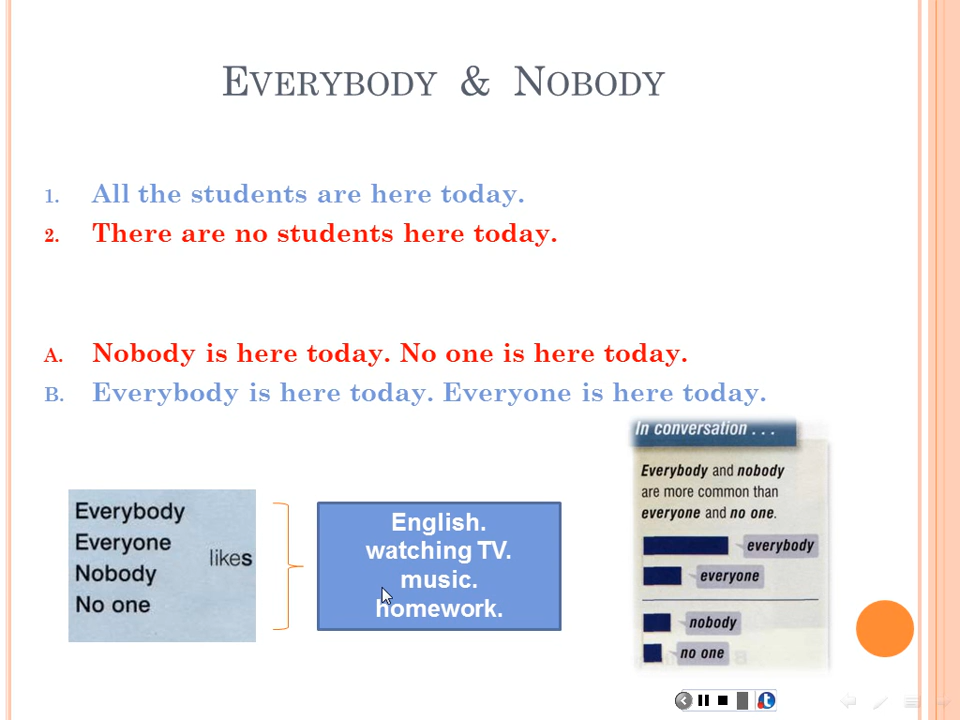 EVERYBODY & NOBODY
1. All the students are here today.
2. There are no students here today.
A. Nobody is here today. No one is here today.
B. Everybody is here today. Everyone is here today.
In conversation . . .
Everybody and nobody
are more common than
everyone and no one.
everybody
everyone
nobody
no one
Everybody
Everyone
Nobody
No one
likes
English.
watching TV.
music.
homework.
t